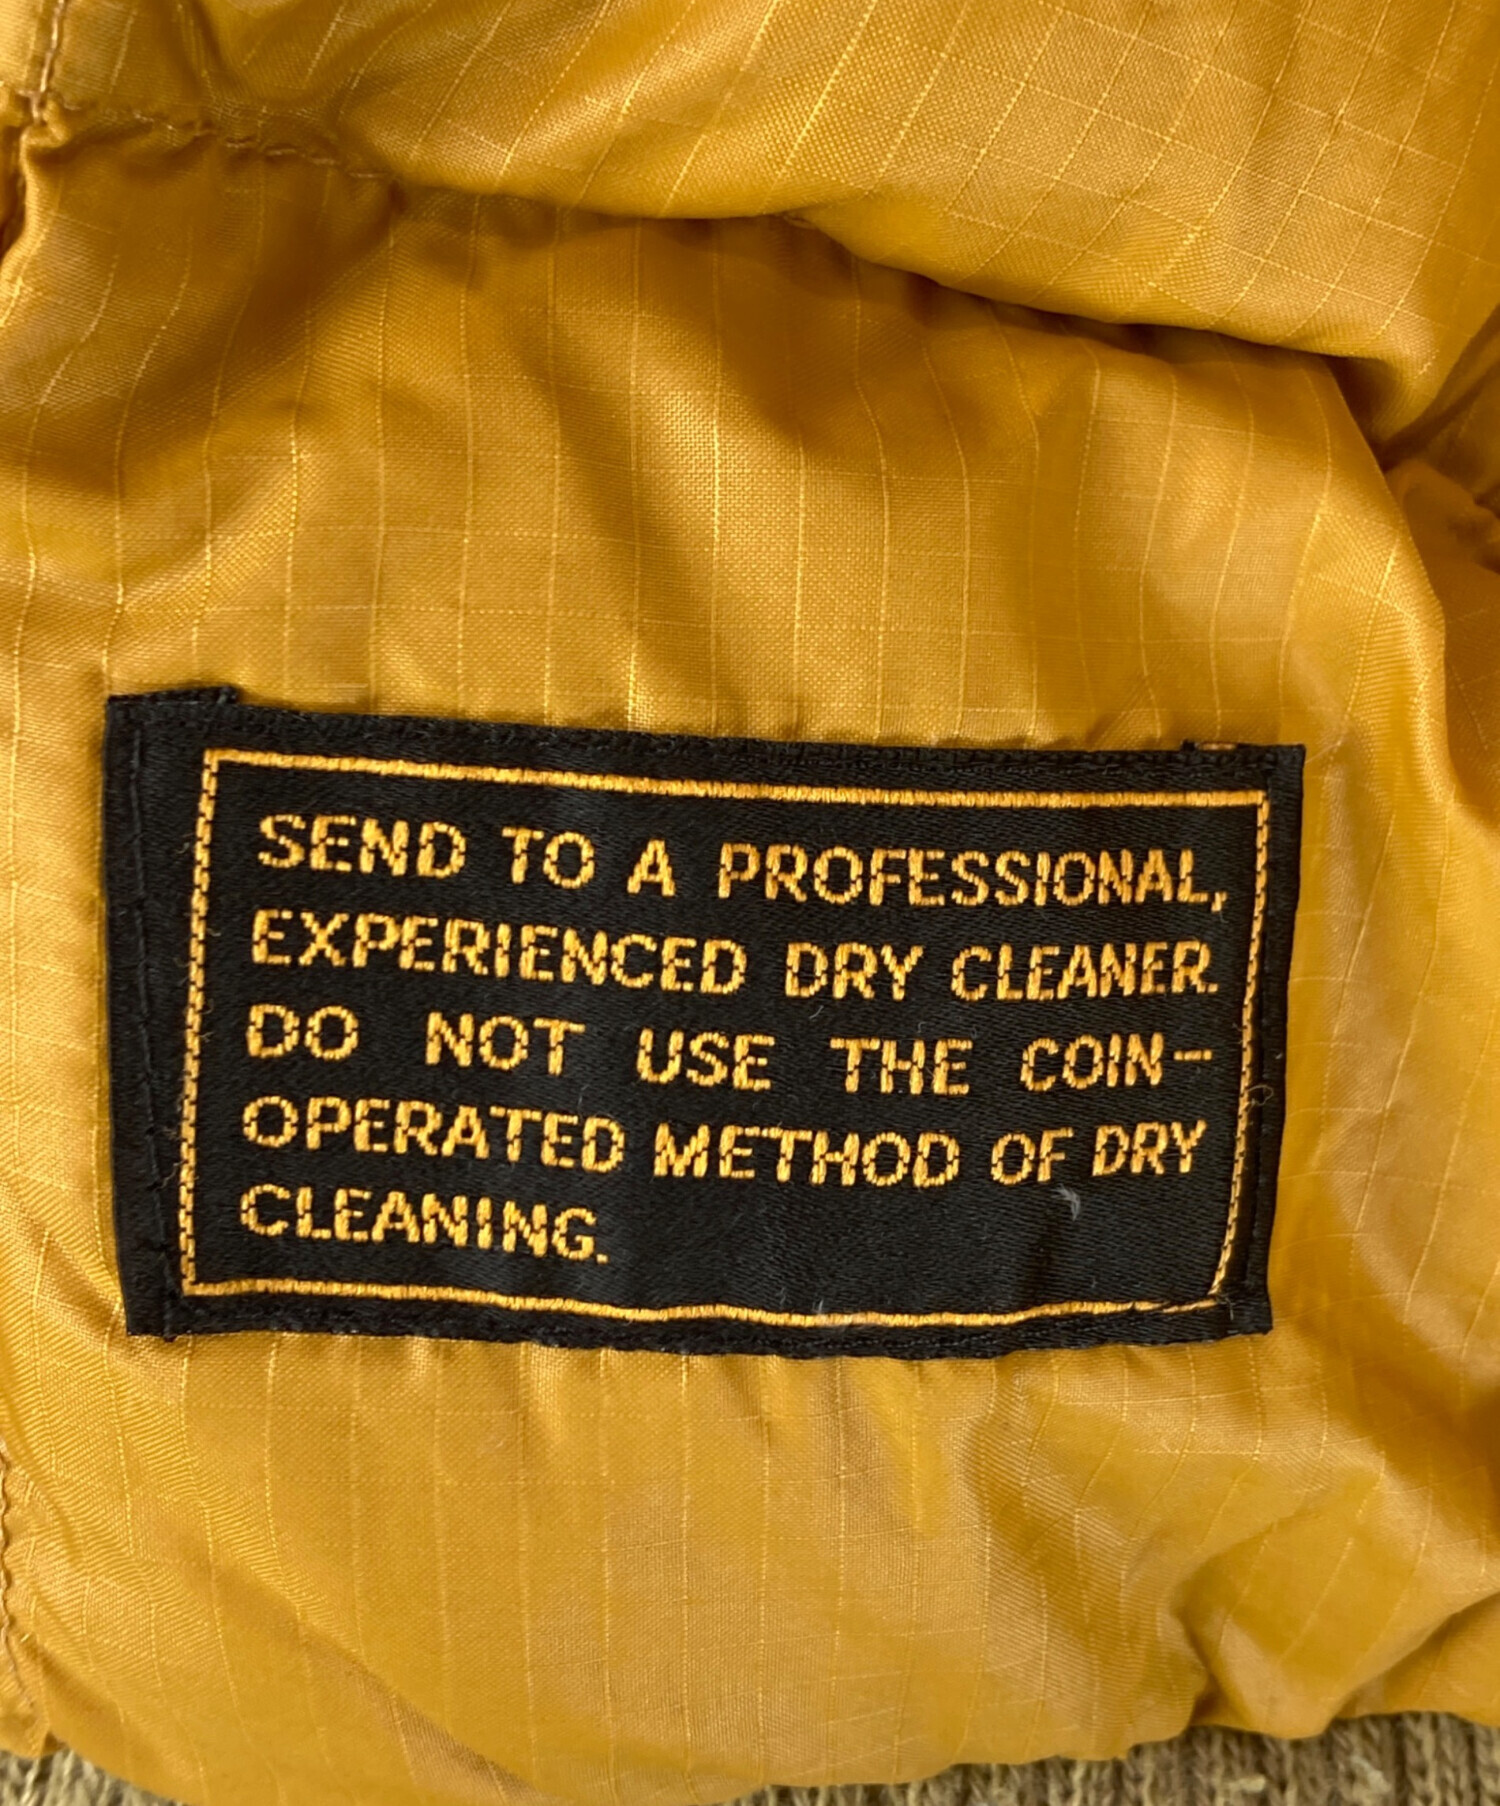 SEND TO A PROFESSIONAL,
EXPERIENCED DRY CLEANER.
DO NOT USE THE COIN-
OPERATED METHOD OF DRY
CLEANING.